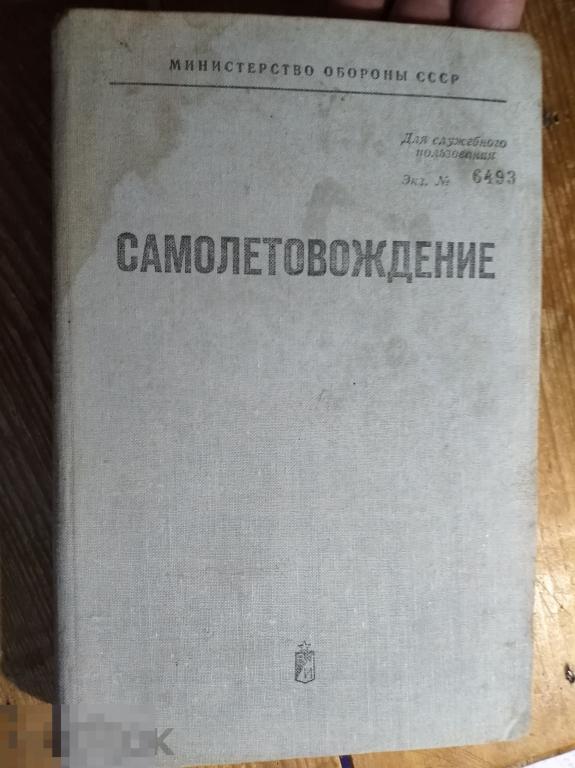 МИНИСТЕРСТВО ОБОРОНЫ СССР
Для служебного
пользования
Экз. № 6493
САМОЛЕТОВОЖДЕНИЕ